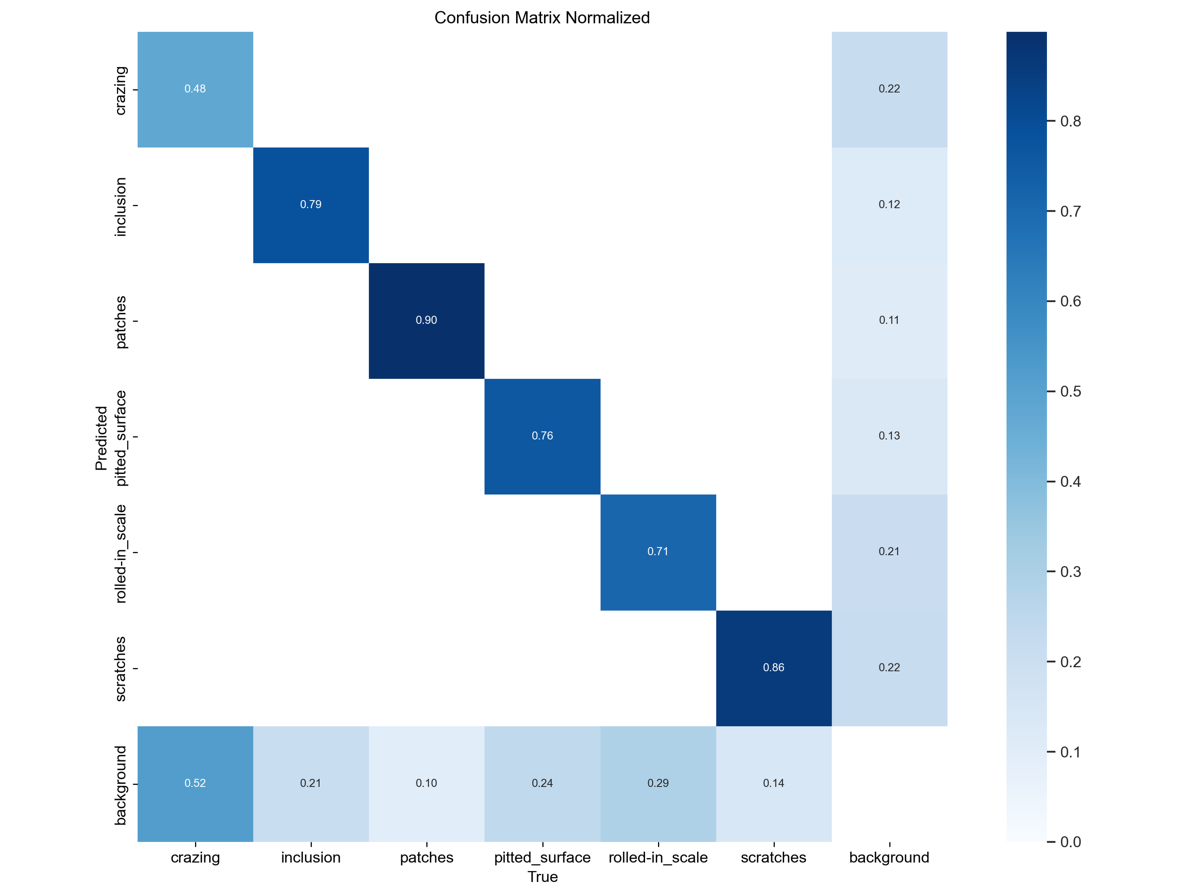 Confusion Matrix Normalized
crazing
0.48
0.22
0.8
inclusion
0.79
0.12
0.7
patches
0.90
0.11
0.6
Predicted
pitted_surface
0.76
0.13
0.5
0.4
rolled-in_scale
0.71
0.21
0.3
scratches
0.86
0.22
0.2
background
0.52
0.21
0.10
0.24
0.29
0.14
0.1
0.0
crazing
inclusion
patches
pitted_surface
rolled-in_scale
scratches
background
True